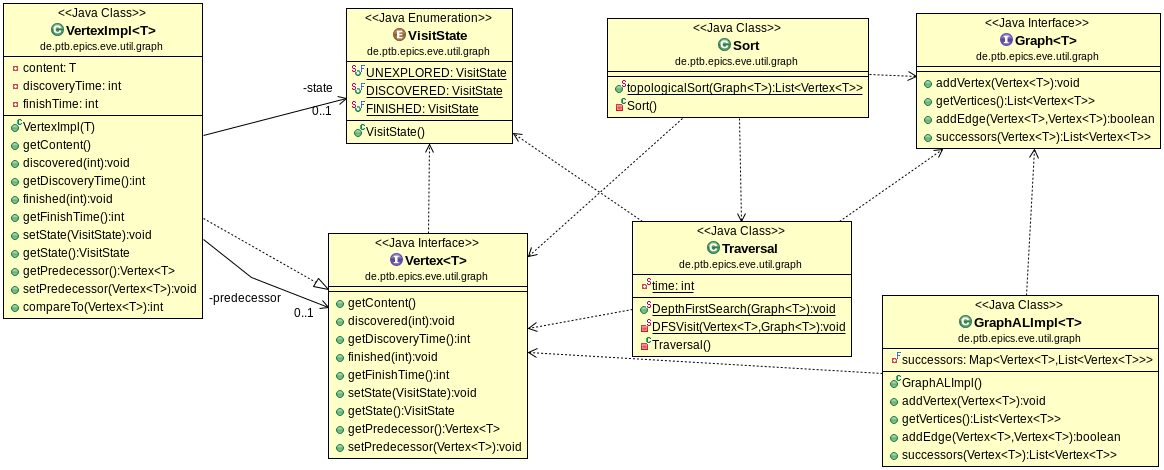 <<Java Class>>
VertexImpl<T>
de.ptb.epics.eve.util.graph
content: T
discoveryTime: int
finishTime: int
VertexImpl(T)
getContent()
discovered(int):void
getDiscoveryTime():int
finished(int):void
getFinishTime():int
setState(VisitState):void
getState():VisitState
getPredecessor():Vertex<T>
setPredecessor(Vertex<T>):void
compareTo(Vertex<T>):int
-state
0..1
-predecessor
0..1
<<Java Enumeration>>
VisitState
de.ptb.epics.eve.util.graph
UNEXPLORED: VisitState
DISCOVERED: VisitState
FINISHED: VisitState
VisitState()
<<Java Interface>>
Vertex<T>
de.ptb.epics.eve.util.graph
getContent()
discovered(int):void
getDiscoveryTime():int
finished(int):void
getFinishTime():int
setState(VisitState):void
getState():VisitState
getPredecessor():Vertex<T>
setPredecessor(Vertex<T>):void
<<Java Class>>
Sort
de.ptb.epics.eve.util.graph
topologicalSort(Graph<T>):List<Vertex<T>>
Sort()
<<Java Class>>
Traversal
de.ptb.epics.eve.util.graph
time: int
DepthFirstSearch(Graph<T>):void
DFSVisit(Vertex<T>,Graph<T>):void
Traversal()
<<Java Interface>>
Graph<T>
de.ptb.epics.eve.util.graph
addVertex(Vertex<T>):void
getVertices():List<Vertex<T>>
addEdge(Vertex<T>,Vertex<T>):boolean
successors(Vertex<T>):List<Vertex<T>>
<<Java Class>>
GraphALImpl<T>
de.ptb.epics.eve.util.graph
successors: Map<Vertex<T>,List<Vertex<T>>>
GraphALImpl()
addVertex(Vertex<T>):void
getVertices():List<Vertex<T>>
addEdge(Vertex<T>,Vertex<T>):boolean
successors(Vertex<T>):List<Vertex<T>>